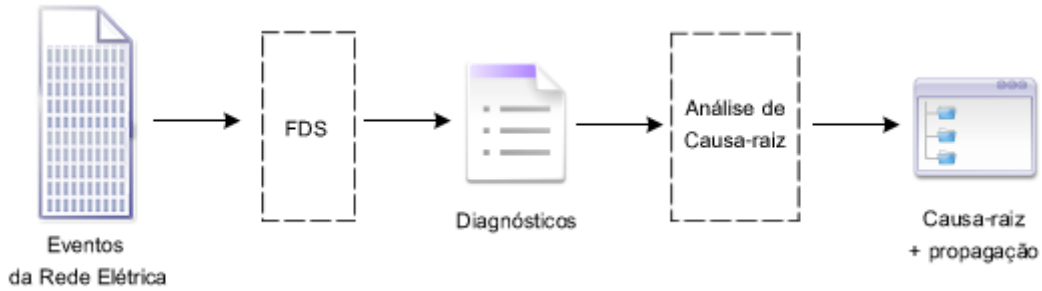 Eventos
da Rede Elétrica
FDS
Diagnósticos
Análise de
Causa-raiz
Causa-raiz
+ propagação